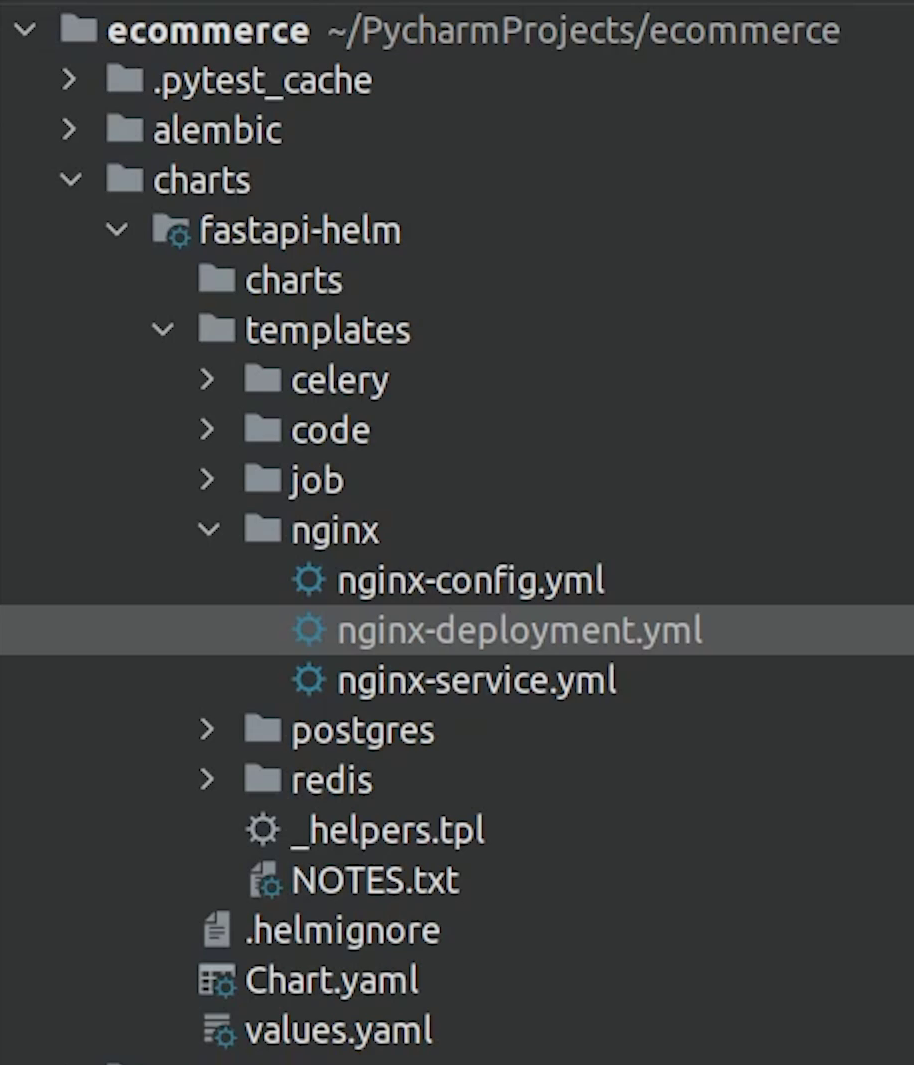 ecommerce ~/PycharmProjects/ecommerce
.pytest_cache
alembic
charts
fastapi-helm
charts
templates
celery
code
job
nginx
nginx-config.yml
nginx-deployment.yml
nginx-service.yml
postgres
redis
_helpers.tpl
NOTES.txt
.helmignore
Chart.yaml
values.yaml